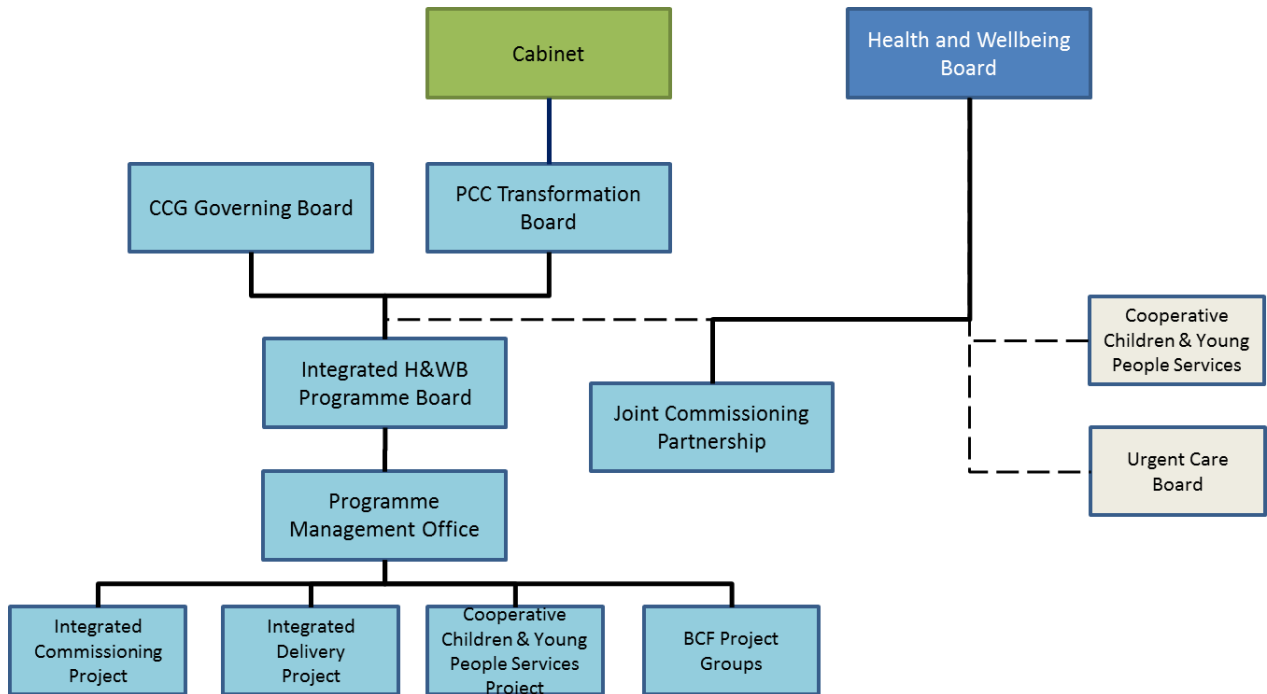 Cabinet
Health and Wellbeing
Board
CCG Governing Board
PCC Transformation
Board
Integrated H&WB
Programme Board
Joint Commissioning
Partnership
Cooperative
Children & Young
People Services
Urgent Care
Board
Programme
Management Office
Integrated
Commissioning
Project
Integrated
Delivery
Project
Cooperative
Children & Young
People Services
Project
BCF Project
Groups